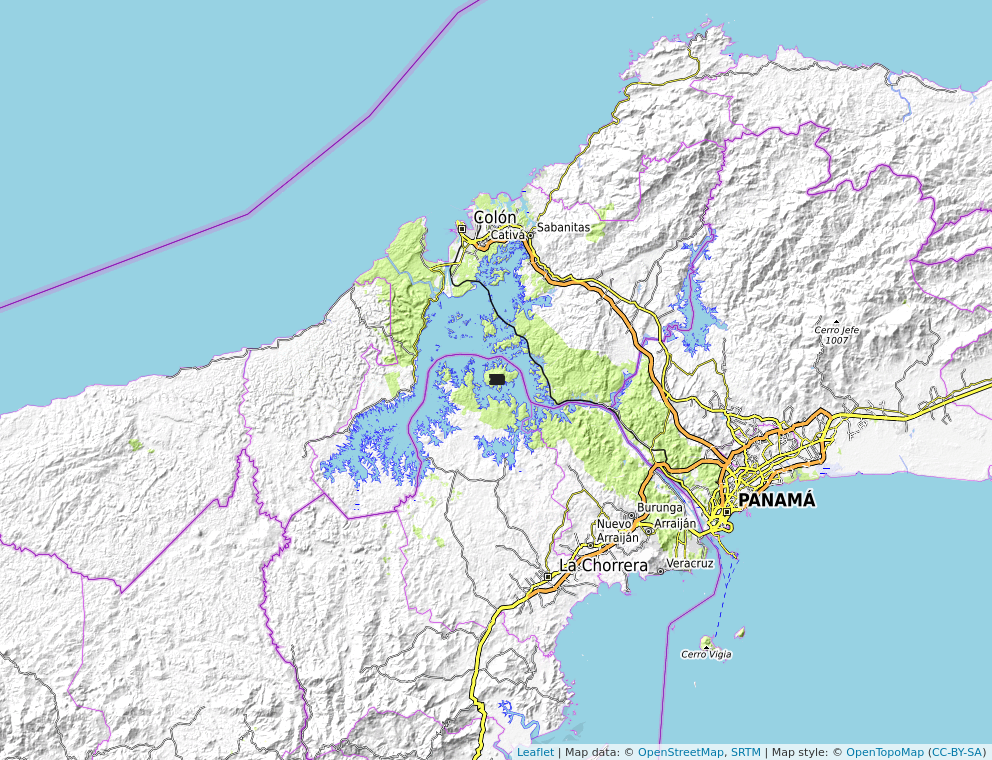 Colón
Cativá
Sabanitas
Cerro Jefe
1007
PANAMÁ
Burunga
Nuevo
Arraiján
Arraiján
La Chorrera
Veracruz
Cerro Vigia
Leaflet | Map data: © OpenStreetMap, SRTM | Map style: © OpenTopoMap (CC-BY-SA)